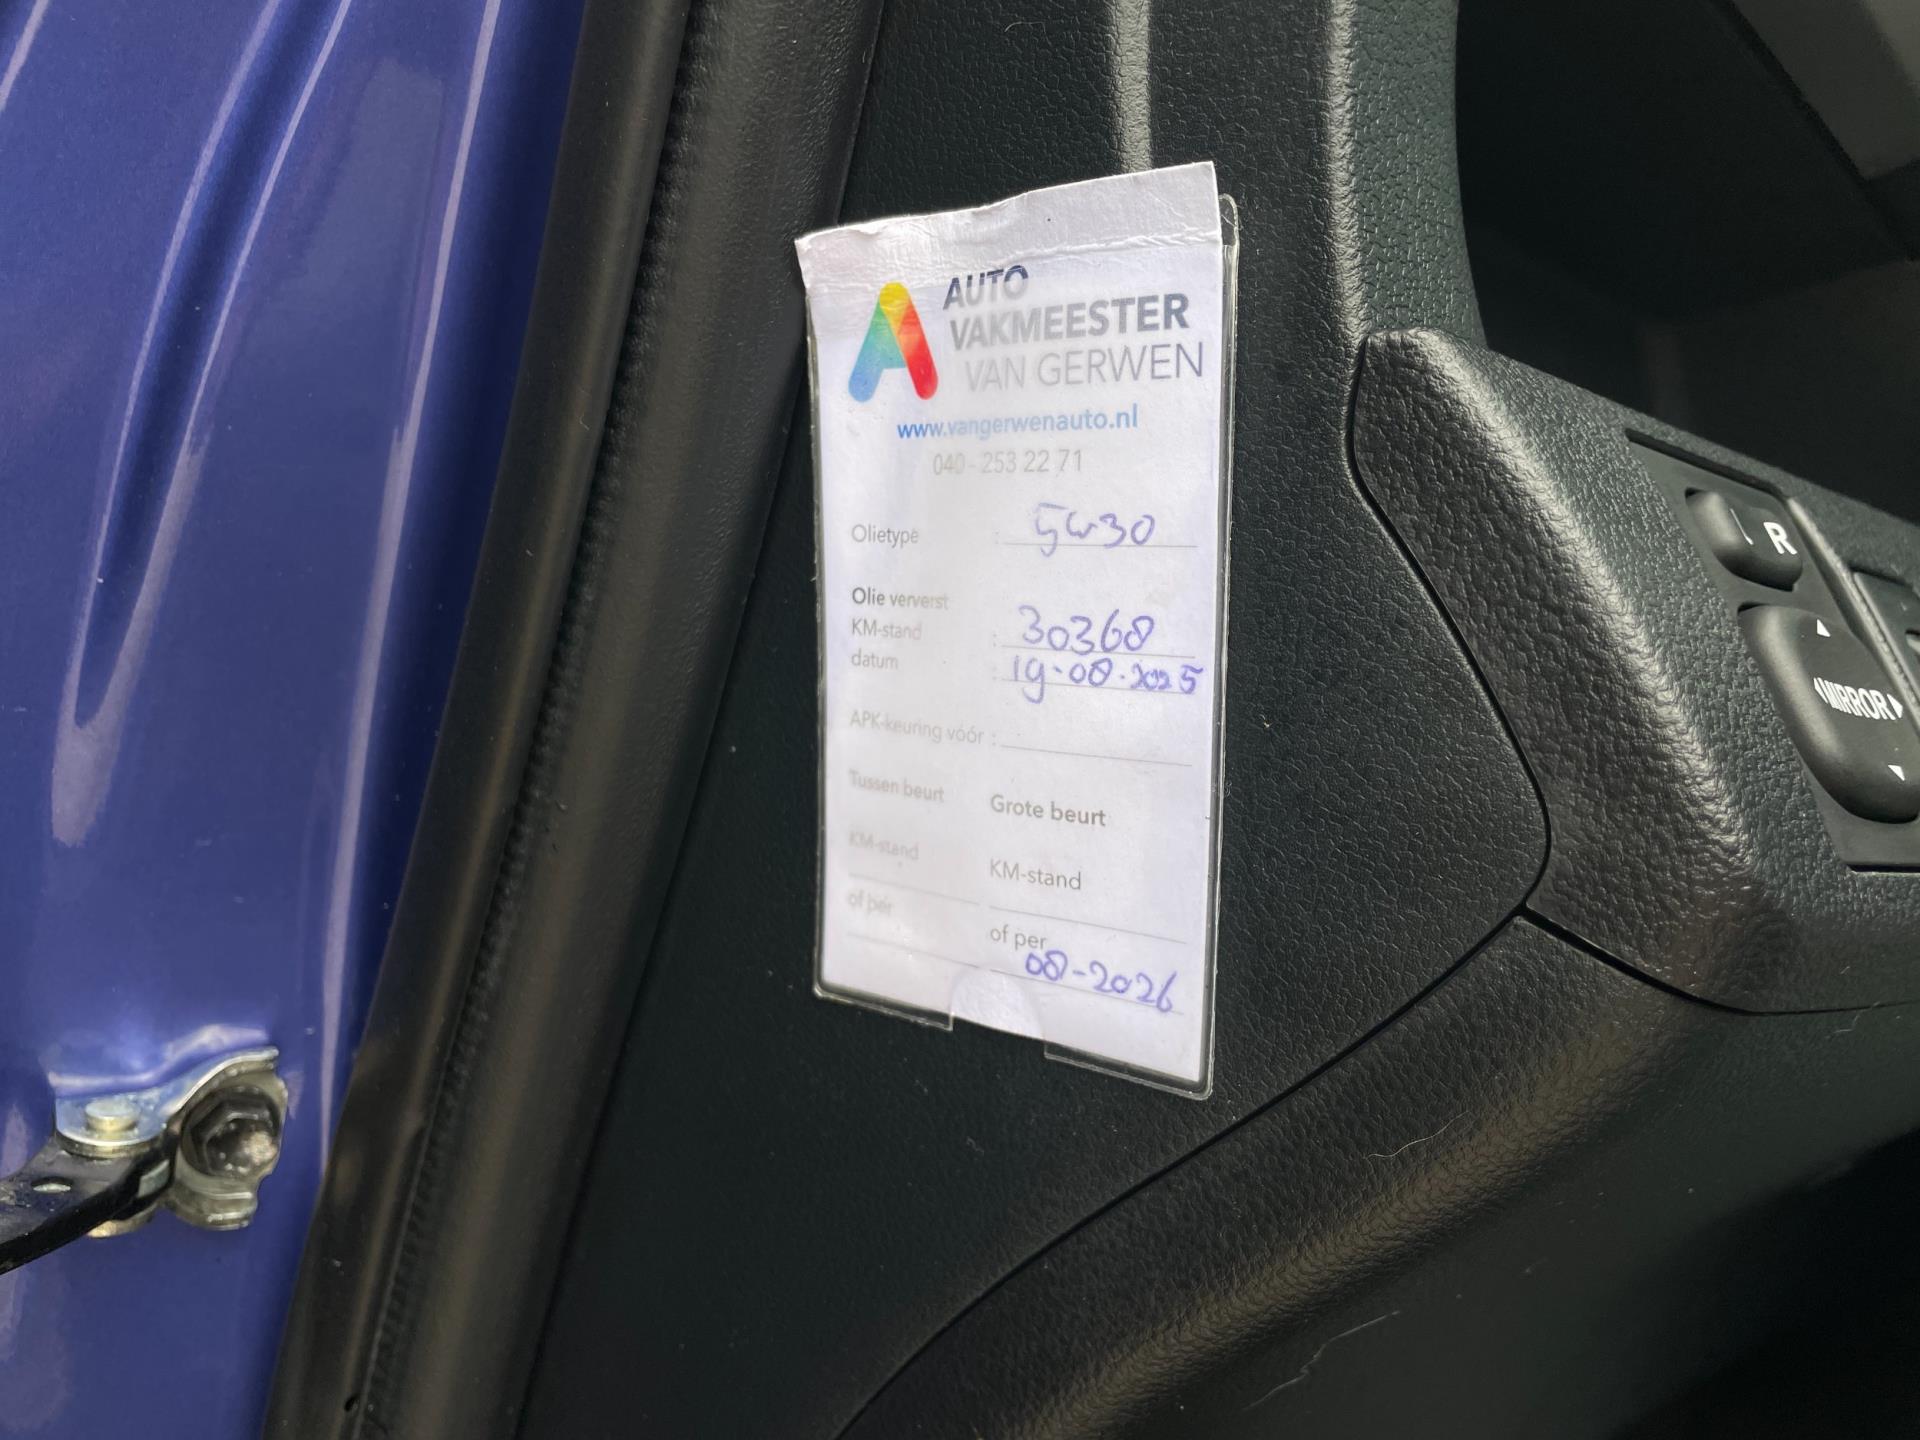 AUTO
VAKMEESTER
VAN GERWEN
www.vangerwenauto.nl
040 - 253 22 71
Olietype : 5w30
Olie ververst
KM-stand : 30368
datum : 19-08-2025
APK-keuring vóór :
Tussen beurt Grote beurt
KM-stand KM-stand
of per of per
08-2026
R
MIRROR